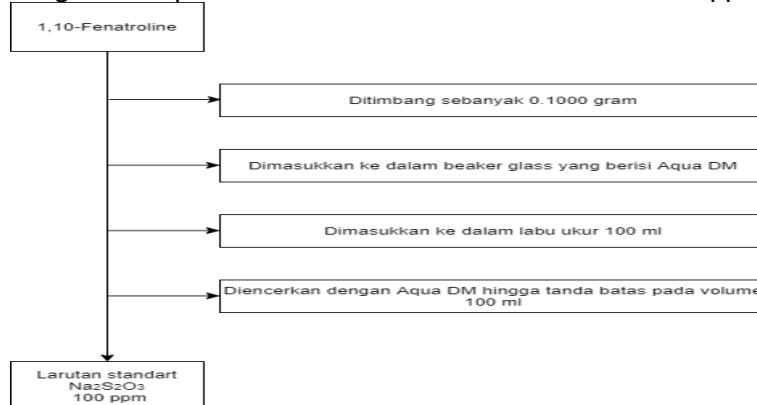 1,10-Fenatroline
Ditimbang sebanyak 0.1000 gram
Dimasukkan ke dalam beaker glass yang berisi Aqua DM
Dimasukkan ke dalam labu ukur 100 ml
Diencerkan dengan Aqua DM hingga tanda batas pada volume
100 ml
Larutan standart
Na2S2O3
100 ppm